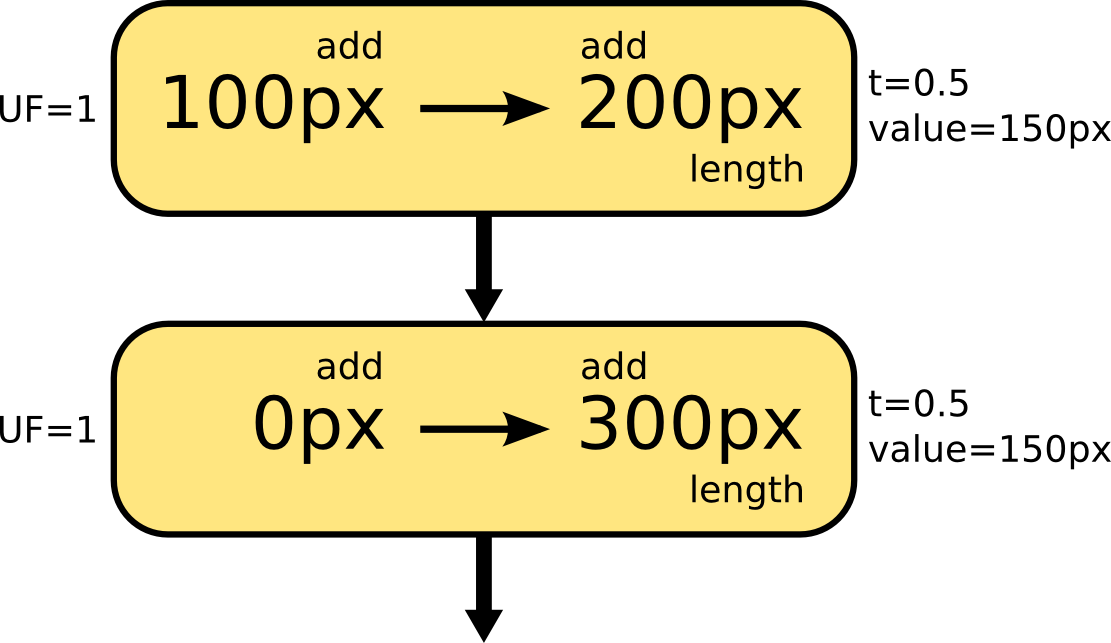 add add
100px 200px
length
UF=1
t=0.5
value=150px
add add
0px 300px
length
UF=1
t=0.5
value=150px